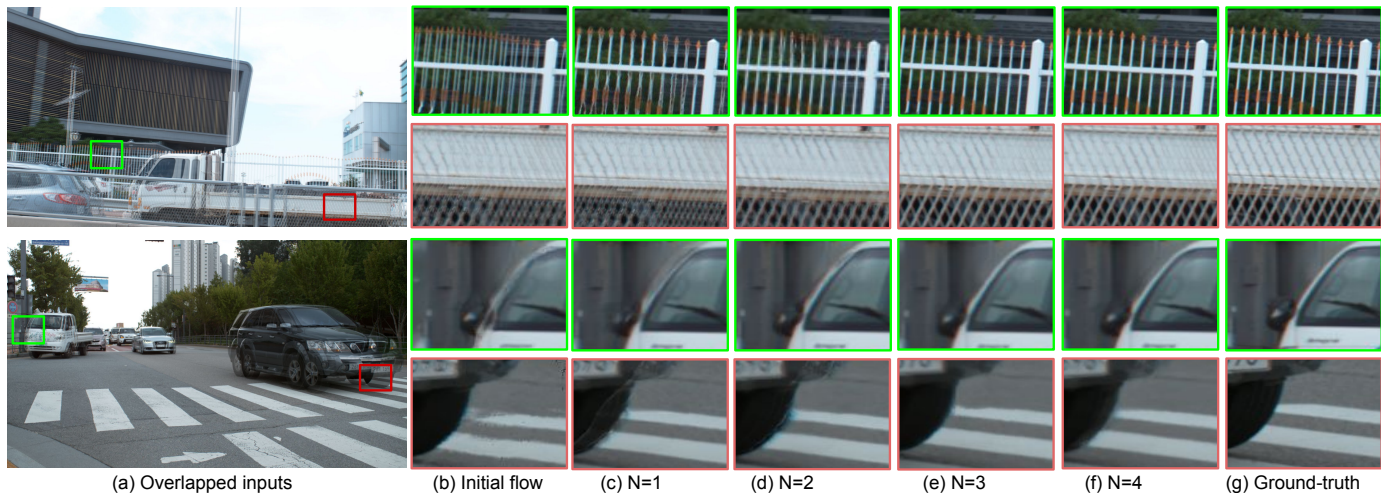 (a) Overlapped inputs
(b) Initial flow
(c) N=1
(d) N=2
(e) N=3
(f) N=4
(g) Ground-truth